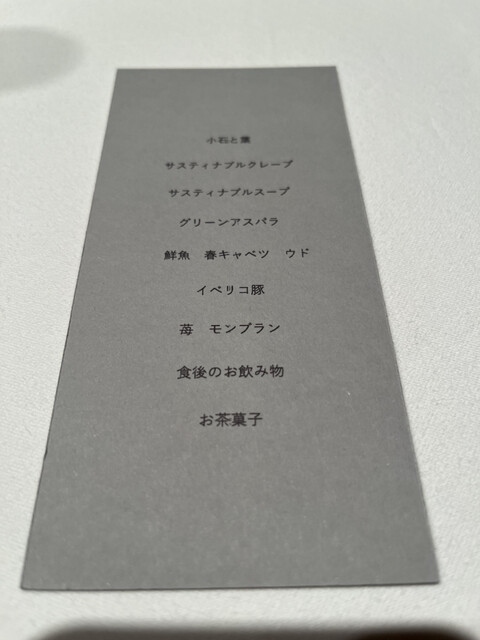 小石と葉
サスティナブルクレープ
サスティナブルスープ
グリーンアスパラ
鮮魚　春キャベツ　ウド
イベリコ豚
苺　モンブラン
食後のお飲み物
お茶菓子